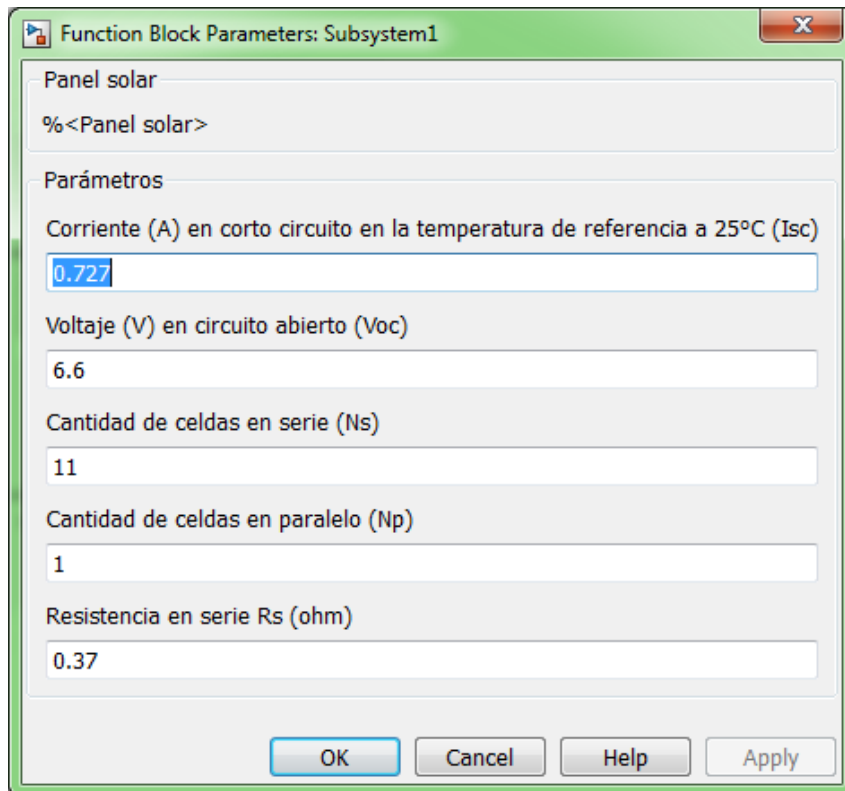 Function Block Parameters: Subsystem1
Panel solar
%<Panel solar>
Parámetros
Corriente (A) en corto circuito en la temperatura de referencia a 25ºC (Isc)
0.727
Voltaje (V) en circuito abierto (Voc)
6.6
Cantidad de celdas en serie (Ns)
11
Cantidad de celdas en paralelo (Np)
1
Resistencia en serie Rs (ohm)
0.37
OK Cancel Help Apply